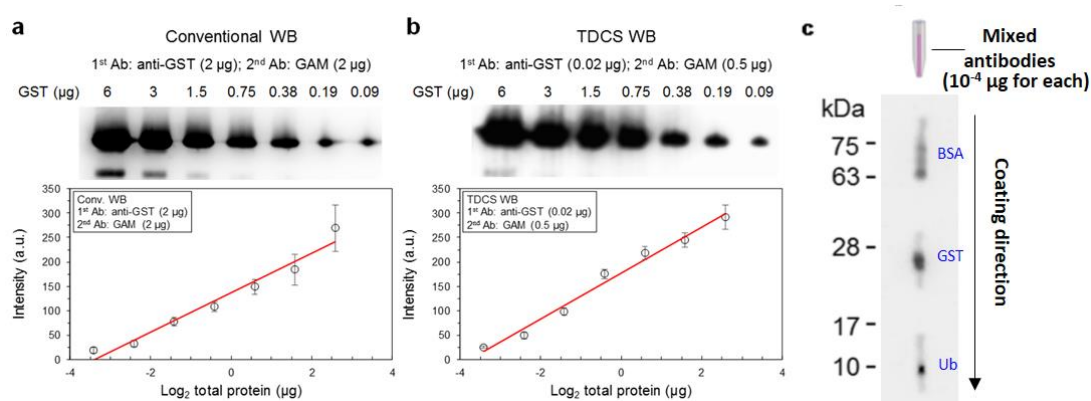 a
Conventional WB
1st Ab: anti-GST (2 µg); 2nd Ab: GAM (2 µg)
GST (µg) 6 3 1.5 0.75 0.38 0.19 0.09
Conv. WB
1st Ab: anti-GST (2 µg)
2nd Ab: GAM (2 µg)
Intensity (a.u.)
350
300
250
200
150
100
50
0
-4 -2 0 2 4
Log2 total protein (µg)
b
TDCS WB
1st Ab: anti-GST (0.02 µg); 2nd Ab: GAM (0.5 µg)
GST (µg) 6 3 1.5 0.75 0.38 0.19 0.09
TDCS WB
1st Ab: anti-GST (0.02 µg)
2nd Ab: GAM (0.5 µg)
Intensity (a.u.)
350
300
250
200
150
100
50
0
-4 -2 0 2 4
Log2 total protein (µg)
c
Mixed
antibodies
(10-4 µg for each)
kDa
75
63
28
17
10
BSA
GST
Ub
Coating direction